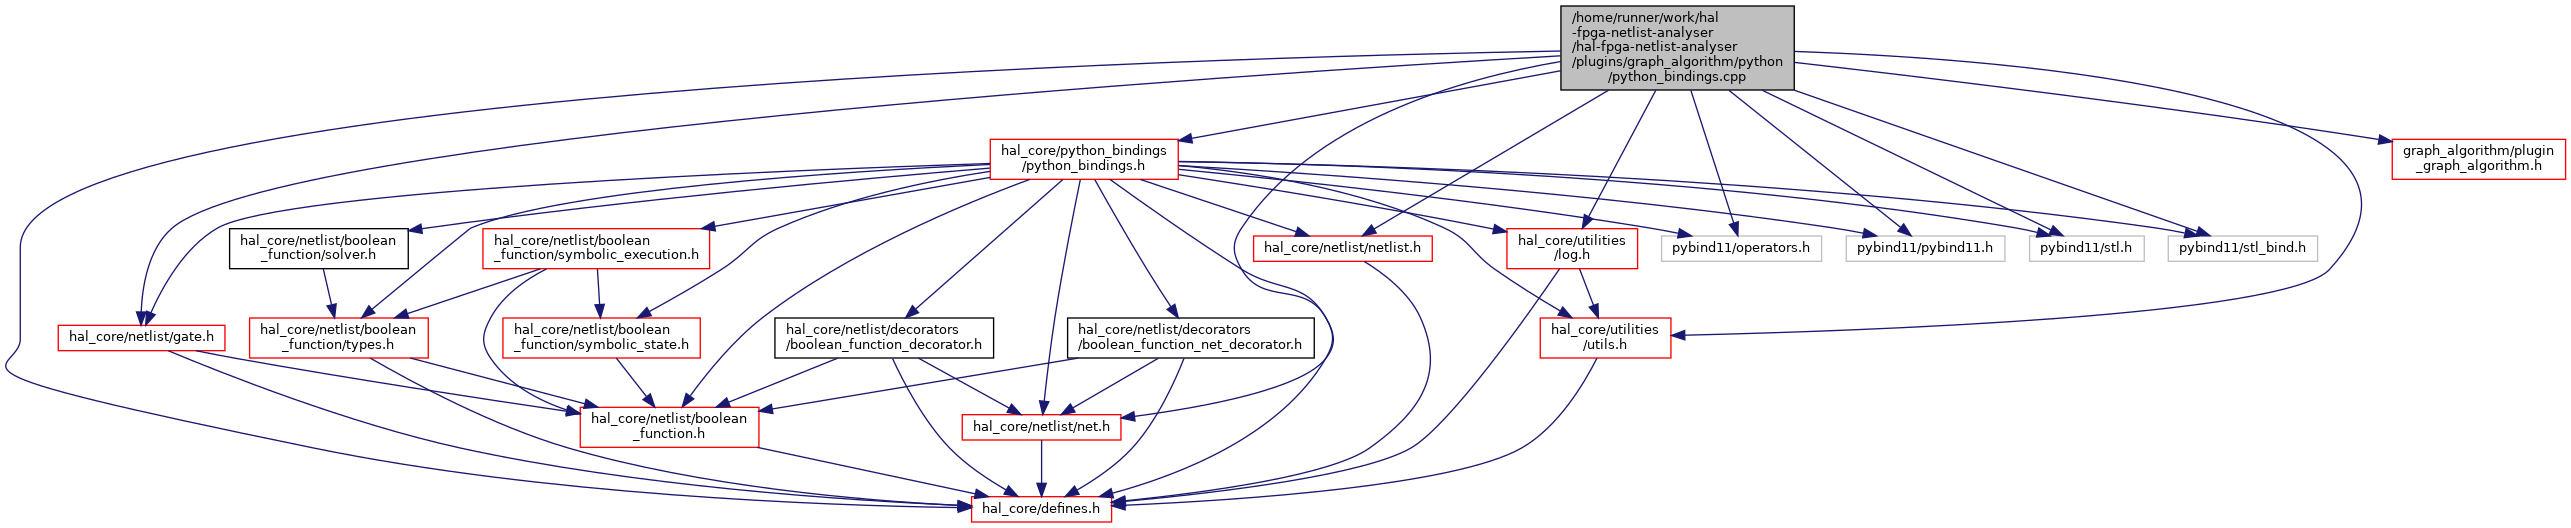 /home/runner/work/hal
-fpga-netlist-analyser
/hal-fpga-netlist-analyser
/plugins/graph_algorithm/python
/python_bindings.cpp
hal_core/python_bindings
/python_bindings.h
graph_algorithm/plugin
_graph_algorithm.h
hal_core/netlist/boolean
_function/solver.h
hal_core/netlist/boolean
_function/symbolic_execution.h
hal_core/netlist/netlist.h
hal_core/utilities
/log.h
pybind11/operators.h
pybind11/pybind11.h
pybind11/stl.h
pybind11/stl_bind.h
hal_core/netlist/gate.h
hal_core/netlist/boolean
_function/types.h
hal_core/netlist/boolean
_function/symbolic_state.h
hal_core/netlist/decorators
/boolean_function_decorator.h
hal_core/netlist/decorators
/boolean_function_net_decorator.h
hal_core/utilities
/utils.h
hal_core/netlist/boolean
_function.h
hal_core/netlist/net.h
hal_core/defines.h